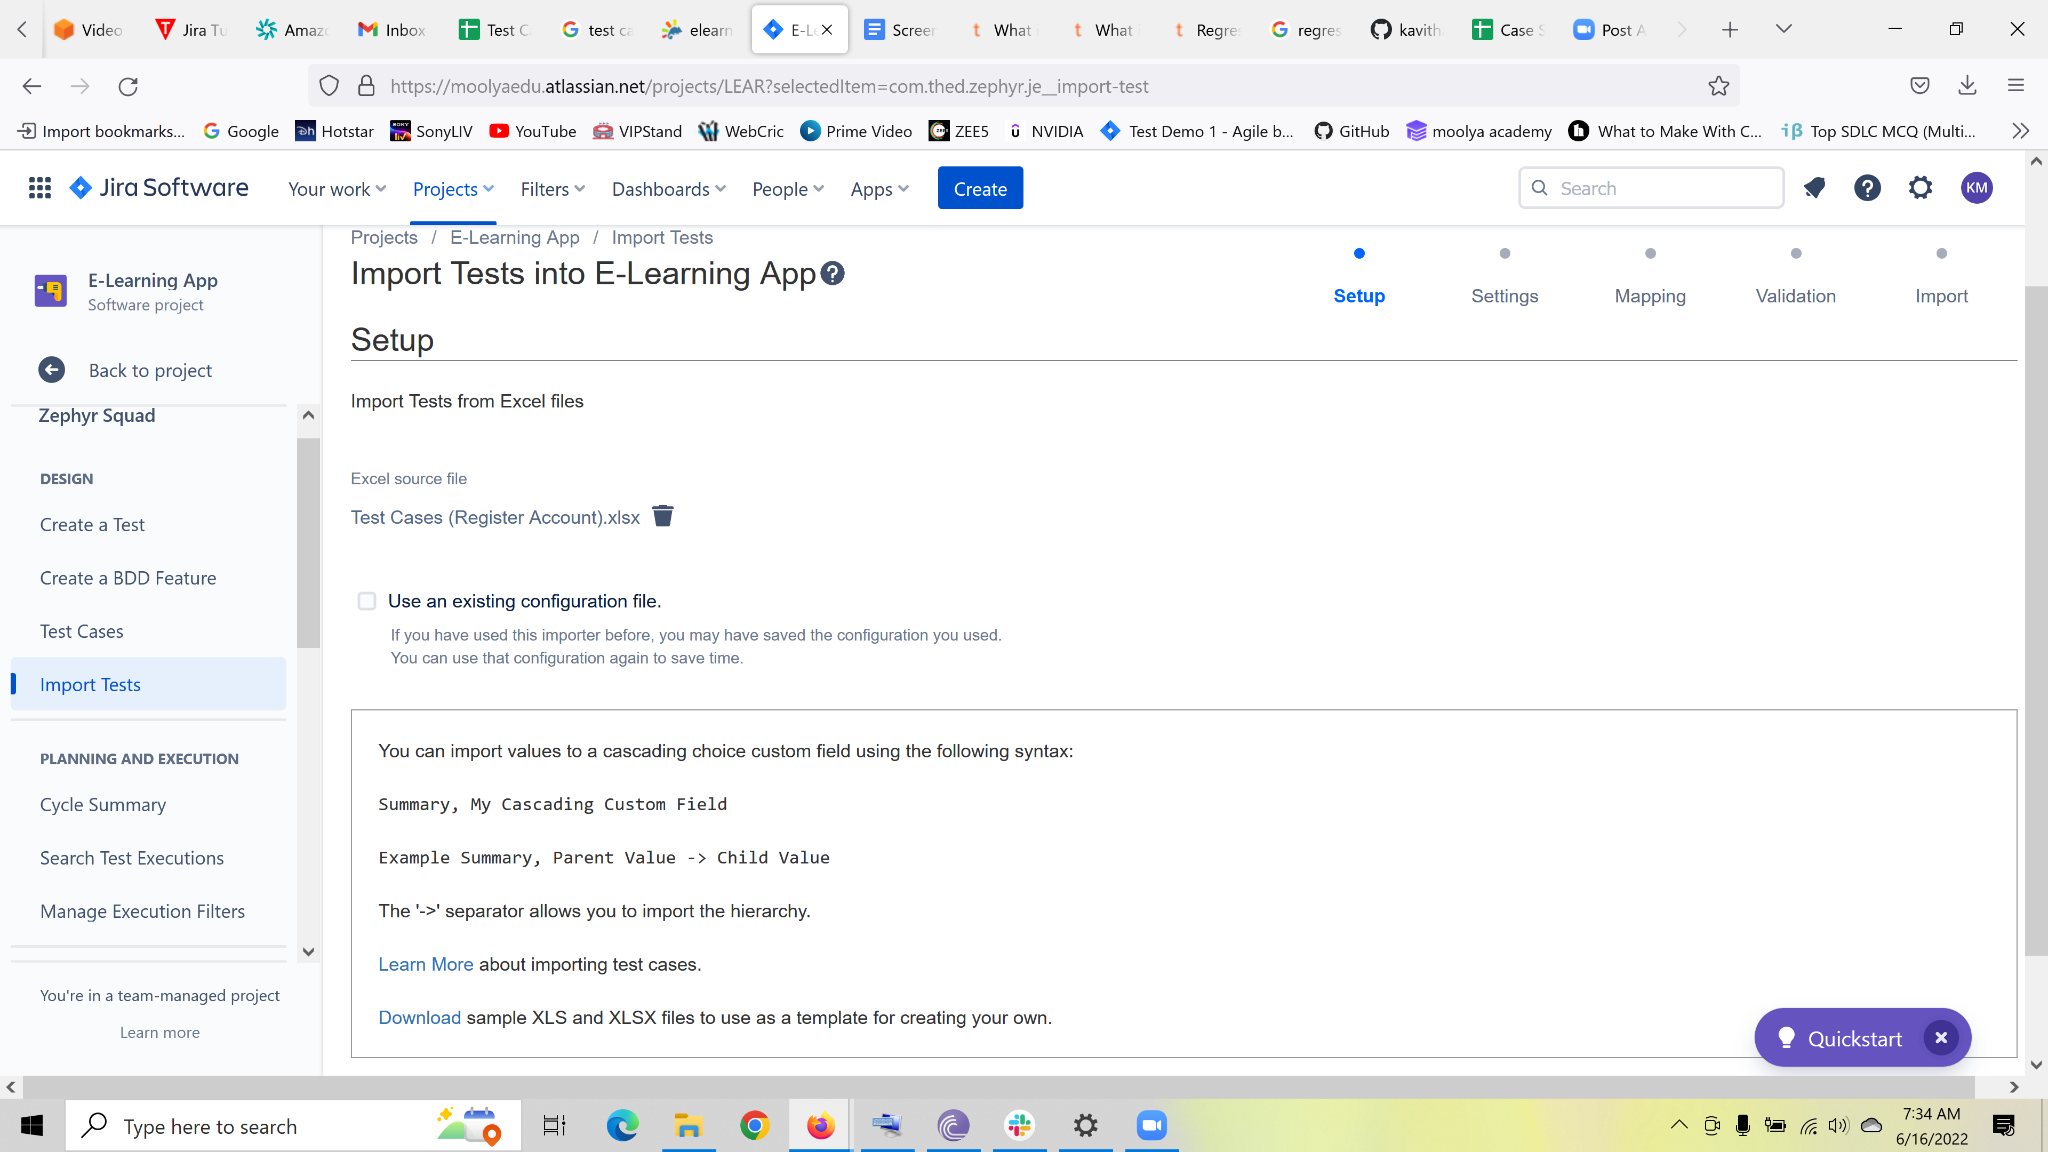 Video
Jira Tu
Amaz
Inbox
Test C
test ca
elearn
E-Le
Screen
What
What
Regre
regres
kavith
Case S
Post A
https://moolyaedu.atlassian.net/projects/LEAR?selectedItem=com.thed.zephyr.je__import-test
Import bookmarks...
Google
Hotstar
SonyLIV
YouTube
VIPStand
WebCric
Prime Video
ZEE5
NVIDIA
Test Demo 1 - Agile b...
GitHub
moolya academy
What to Make With C...
Top SDLC MCQ (Multi...
Jira Software
Your work
Projects
Filters
Dashboards
People
Apps
Create
Search
KM
E-Learning App
Software project
Back to project
Zephyr Squad
DESIGN
Create a Test
Create a BDD Feature
Test Cases
Import Tests
PLANNING AND EXECUTION
Cycle Summary
Search Test Executions
Manage Execution Filters
You're in a team-managed project
Learn more
Projects / E-Learning App / Import Tests
Import Tests into E-Learning App
Setup
Settings
Mapping
Validation
Import
Setup
Import Tests from Excel files
Excel source file
Test Cases (Register Account).xlsx
Use an existing configuration file.
If you have used this importer before, you may have saved the configuration you used.
You can use that configuration again to save time.
You can import values to a cascading choice custom field using the following syntax:
Summary, My Cascading Custom Field
Example Summary, Parent Value -> Child Value
The '->' separator allows you to import the hierarchy.
Learn More about importing test cases.
Download sample XLS and XLSX files to use as a template for creating your own.
Quickstart
Type here to search
7:34 AM
6/16/2022